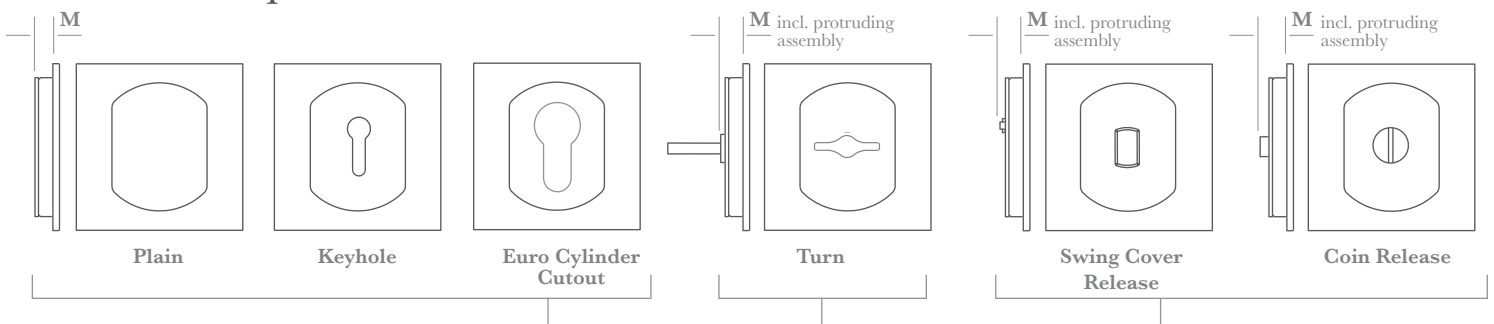 M
M incl. protruding
assembly
M incl. protruding
assembly
M incl. protruding
assembly
Plain
Keyhole
Euro Cylinder
Cutout
Turn
Swing Cover
Release
Coin Release